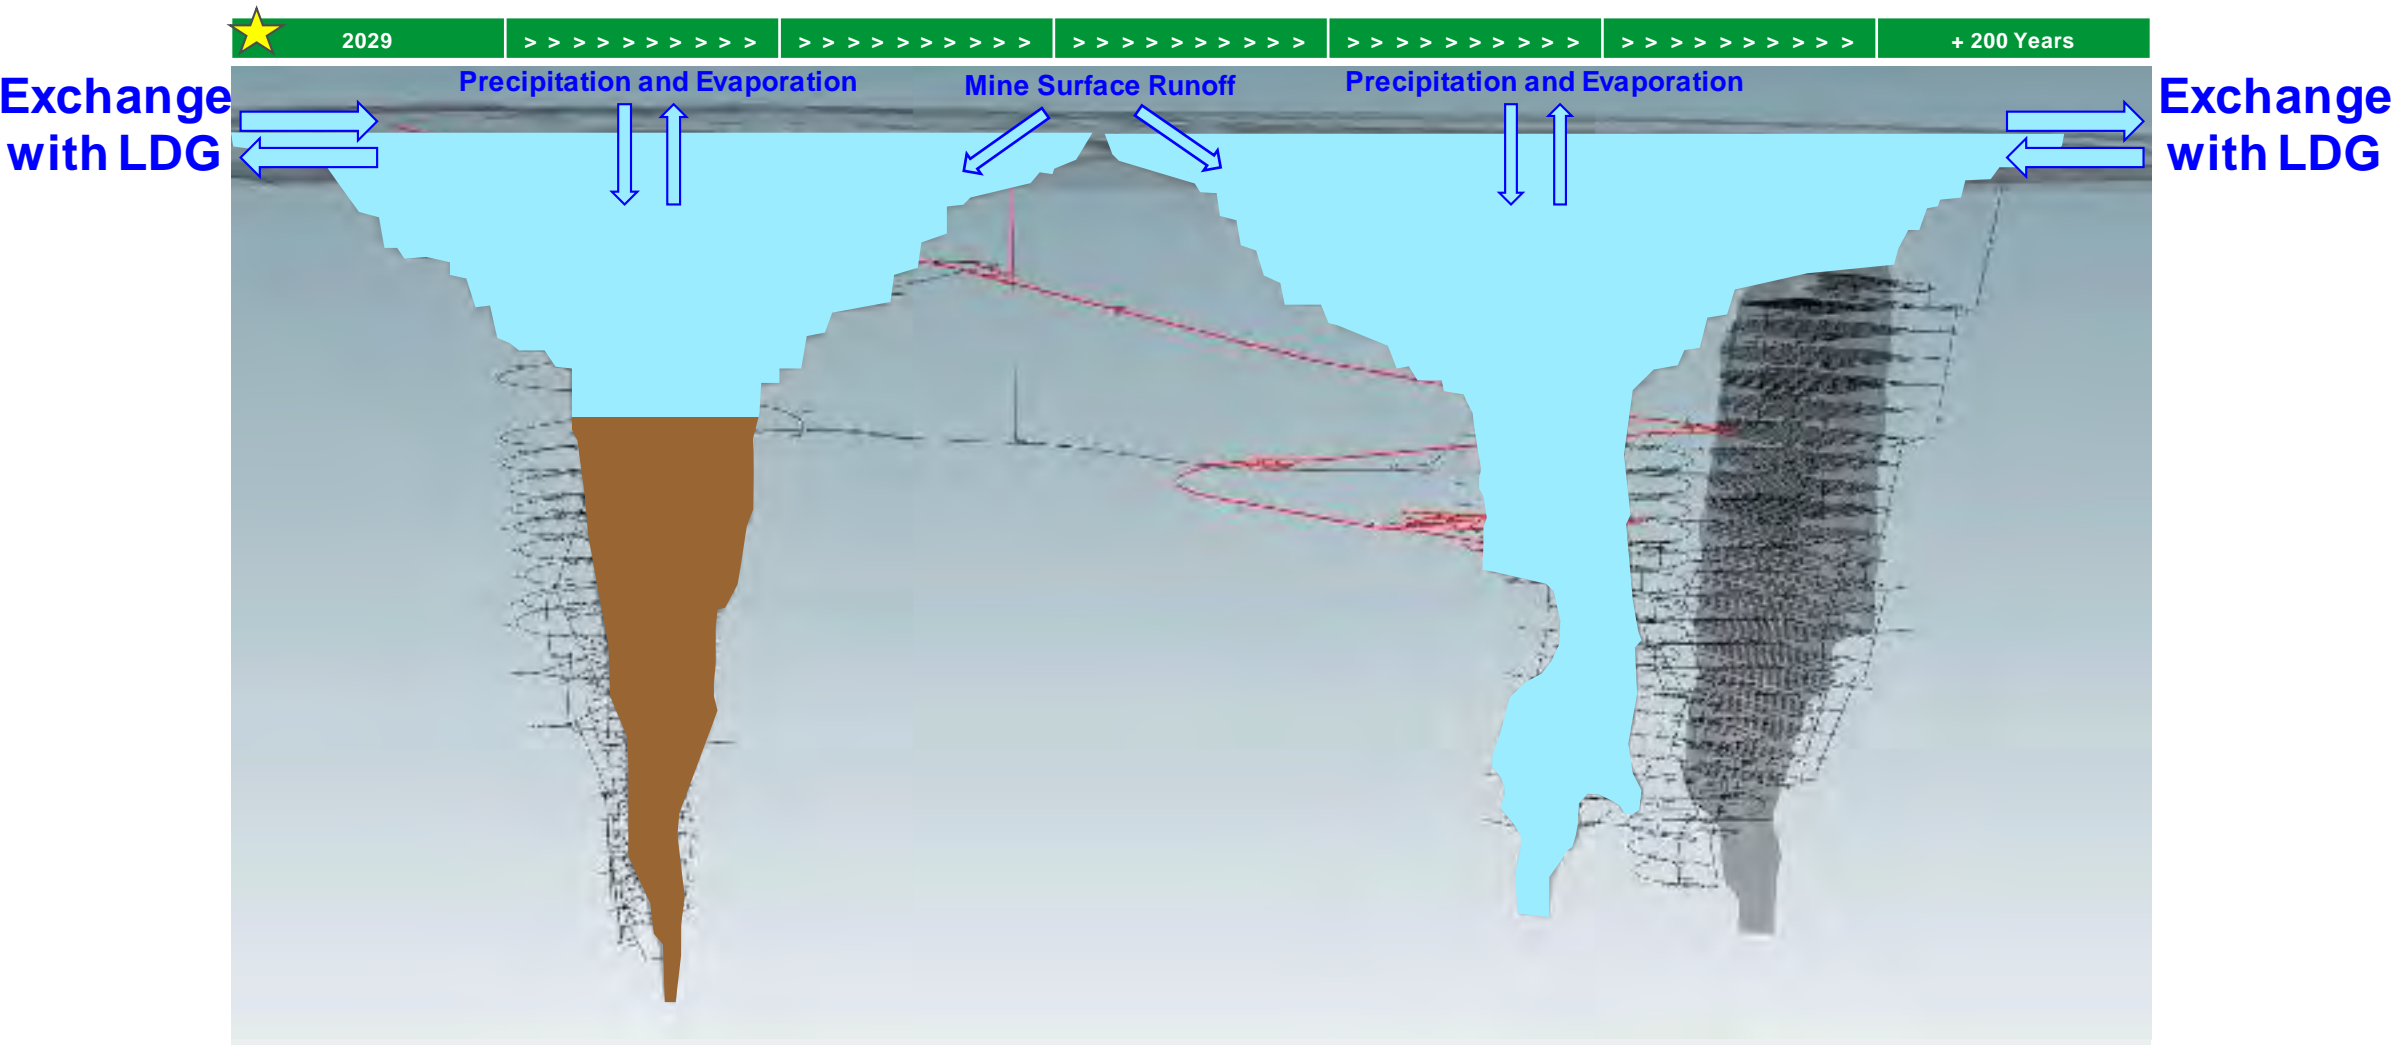 2029
> > > > > > > > > >
> > > > > > > > > >
> > > > > > > > > >
> > > > > > > > > >
> > > > > > > > > >
+ 200 Years
Exchange
with LDG
Precipitation and Evaporation
Mine Surface Runoff
Precipitation and Evaporation
Exchange
with LDG